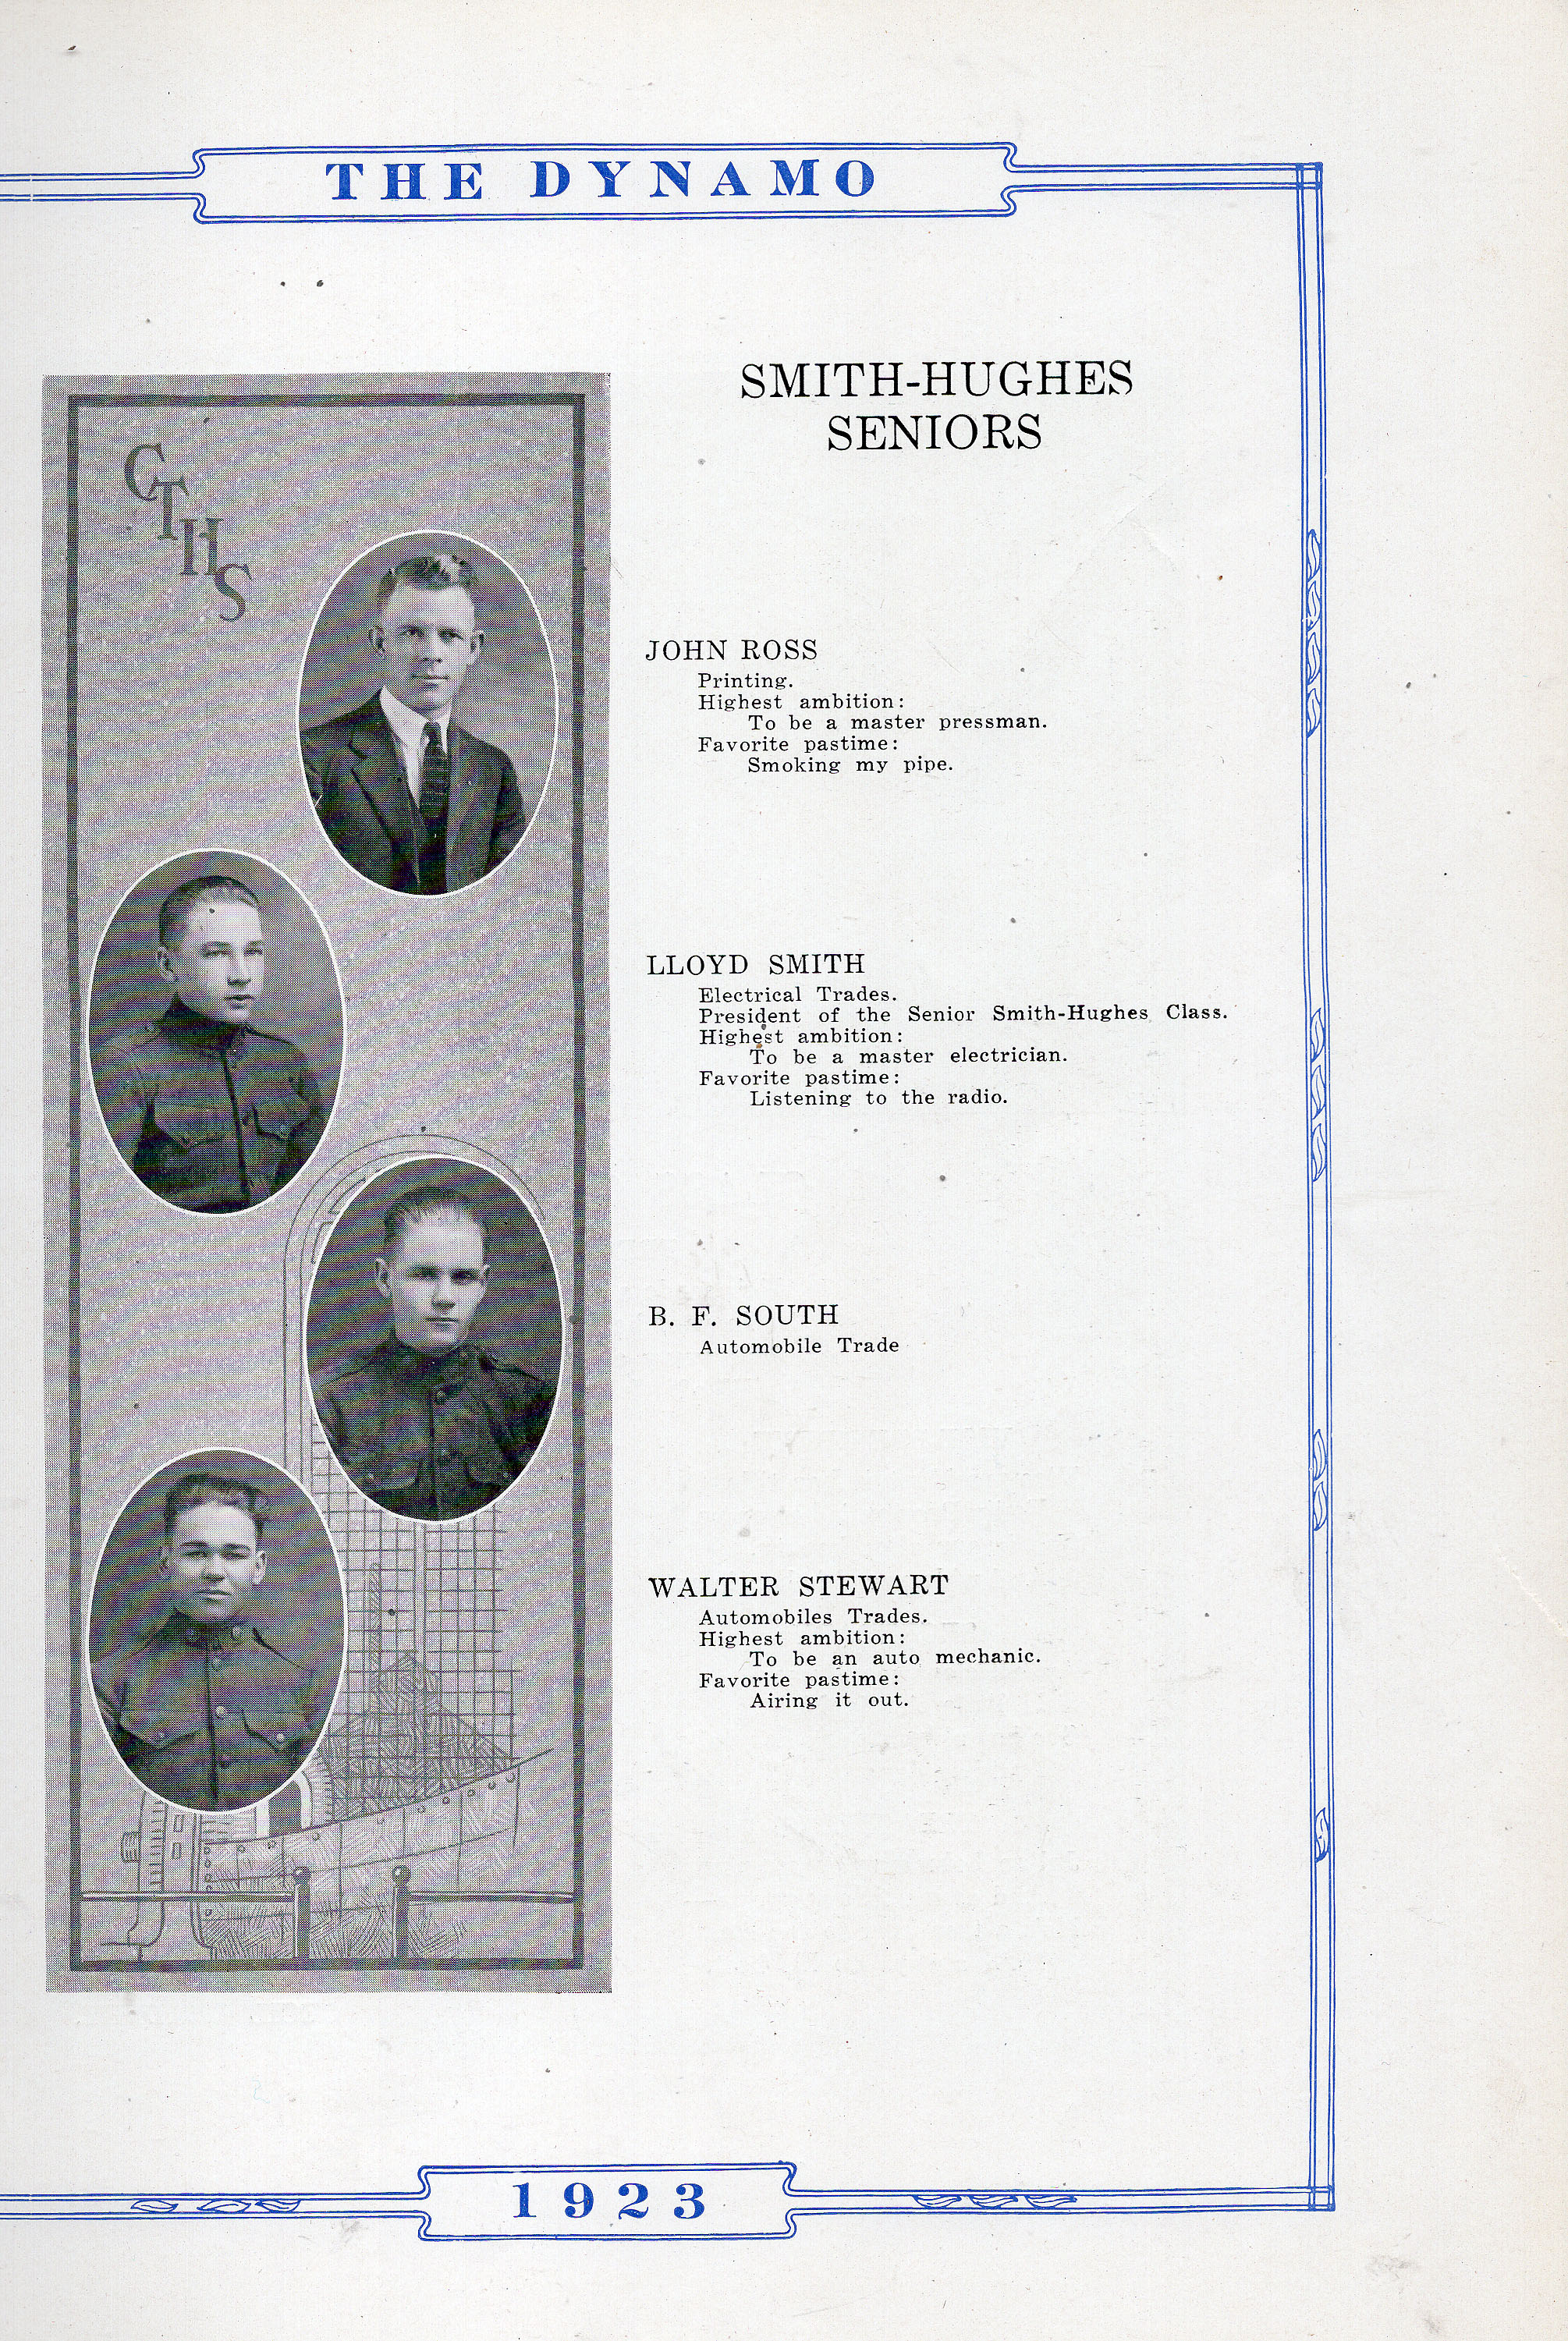 THE DYNAMO
SMITH-HUGHES
SENIORS
C
T
H
S
JOHN ROSS
Printing.
Highest ambition:
To be a master pressman.
Favorite pastime:
Smoking my pipe.
LLOYD SMITH
Electrical Trades.
President of the Senior Smith-Hughes Class.
Highest ambition:
To be a master electrician.
Favorite pastime:
Listening to the radio.
B. F. SOUTH
Automobile Trade
WALTER STEWART
Automobiles Trades.
Highest ambition:
To be an auto mechanic.
Favorite pastime:
Airing it out.
1923